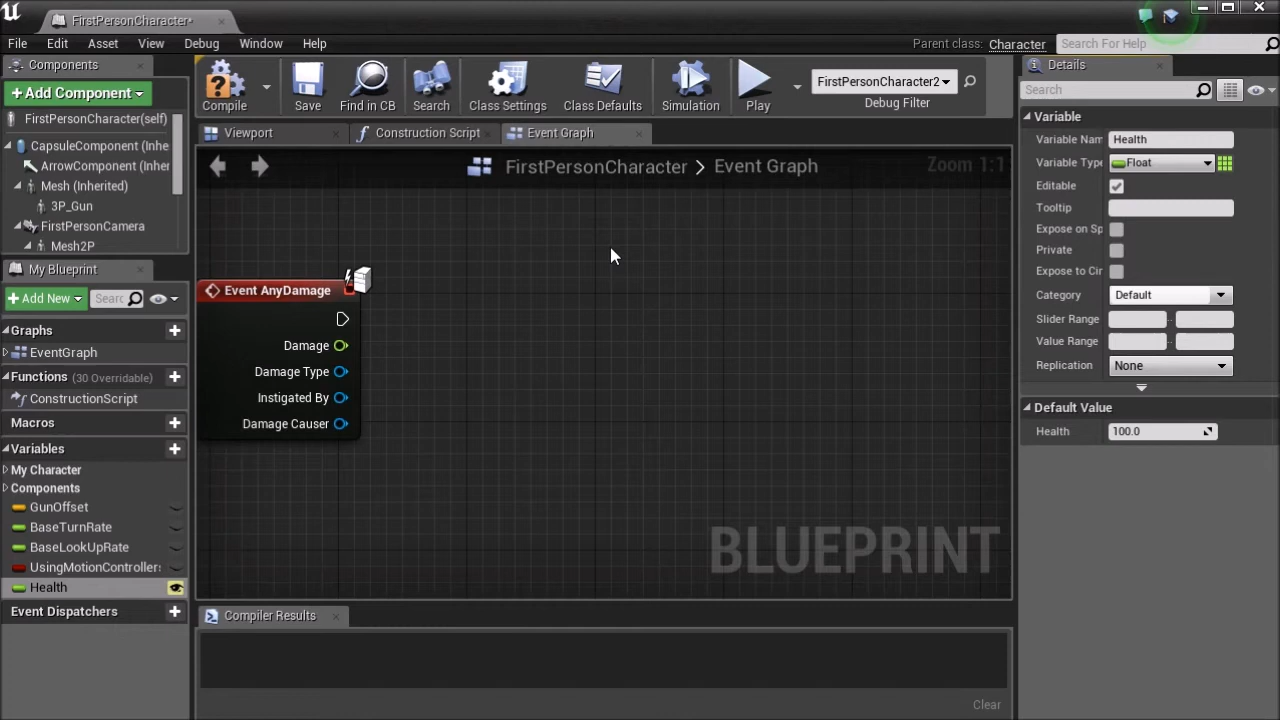 FirstPersonCharacter*
File Edit Asset View Debug Window Help
Parent class: Character
Search For Help
Components
+Add Component
FirstPersonCharacter(self)
CapsuleComponent (Inhe
ArrowComponent (Inher
Mesh (Inherited)
3P_Gun
FirstPersonCamera
Mesh2P
My Blueprint
+Add New
Searc
Graphs
EventGraph
Functions (30 Overridable)
ConstructionScript
Macros
Variables
My Character
Components
GunOffset
BaseTurnRate
BaseLookUpRate
UsingMotionControllers
Health
Event Dispatchers
Compile
Save
Find in CB
Search
Class Settings
Class Defaults
Simulation
Play
FirstPersonCharacter2
Debug Filter
Viewport
Construction Script
Event Graph
FirstPersonCharacter > Event Graph
Zoom 1:1
Event AnyDamage
Damage
Damage Type
Instigated By
Damage Causer
BLUEPRINT
Compiler Results
Clear
Details
Search
Variable
Variable Nam
Health
Variable Type
Float
Editable
Tooltip
Expose on Sp
Private
Expose to Cin
Category
Default
Slider Range
Value Range
Replication
None
Default Value
Health
100.0